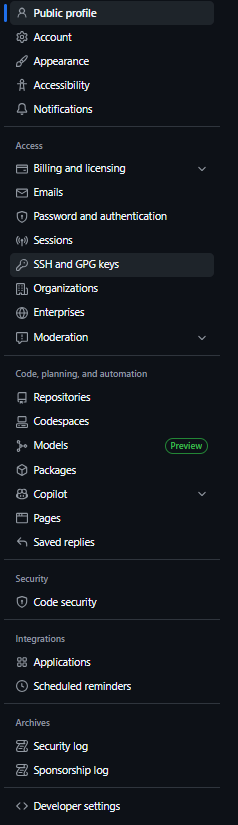 Public profile
Account
Appearance
Accessibility
Notifications
Access
Billing and licensing
Emails
Password and authentication
Sessions
SSH and GPG keys
Organizations
Enterprises
Moderation
Code, planning, and automation
Repositories
Codespaces
Models Preview
Packages
Copilot
Pages
Saved replies
Security
Code security
Integrations
Applications
Scheduled reminders
Archives
Security log
Sponsorship log
Developer settings